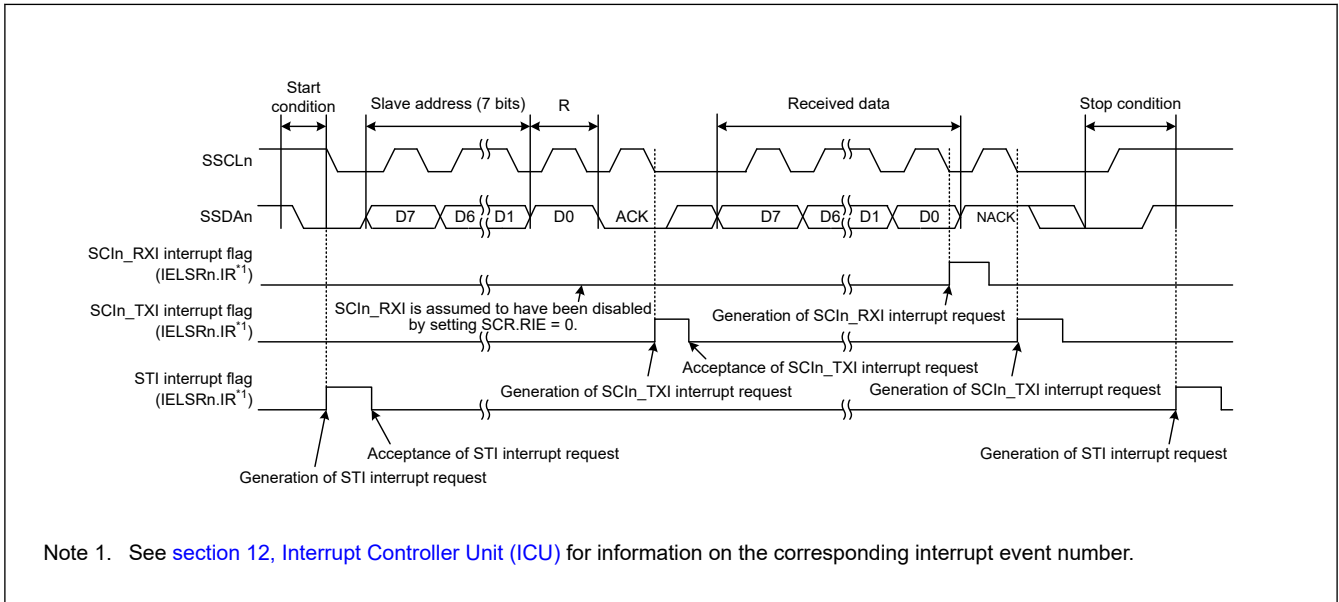 Start
condition
Slave address (7 bits)
R
Received data
Stop condition
SSCLn
SSDAn
D7
D6
D1
D0
ACK
D7
D6
D1
D0
NACK
SCIn_RXI interrupt flag
(IELSRn.IR*1)
SCIn_RXI is assumed to have been disabled
by setting SCR.RIE = 0.
Generation of SCIn_RXI interrupt request
SCIn_TXI interrupt flag
(IELSRn.IR*1)
Acceptance of SCIn_TXI interrupt request
Generation of SCIn_TXI interrupt request
Generation of SCIn_TXI interrupt request
STI interrupt flag
(IELSRn.IR*1)
Acceptance of STI interrupt request
Generation of STI interrupt request
Generation of STI interrupt request
Note 1. See section 12, Interrupt Controller Unit (ICU) for information on the corresponding interrupt event number.